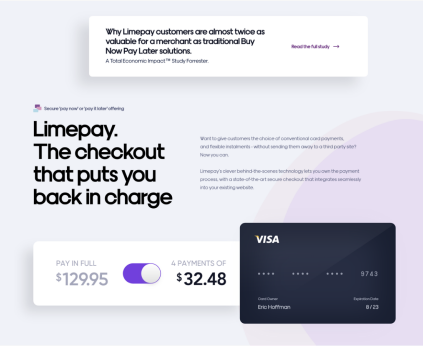 Why Limepay customers are almost twice as
valuable for a merchant as traditional Buy
Now Pay Later solutions.
A Total Economic Impact™ Study Forrester.
Read the full study →
Secure 'pay now' or 'pay it later' offering
Limepay.
The checkout
that puts you
back in charge
Want to give customers the choice of conventional card payments,
and flexible instalments - without sending them away to a third party site?
Now you can.
Limepay's clever behind-the-scenes technology lets you own the payment
process, with a state-of-the-art secure checkout that integrates seamlessly
into your existing website.
PAY IN FULL
$129.95
4 PAYMENTS OF
$32.48
VISA
**** **** **** 9743
Card Owner
Eric Hoffman
Expiration Date
8/23